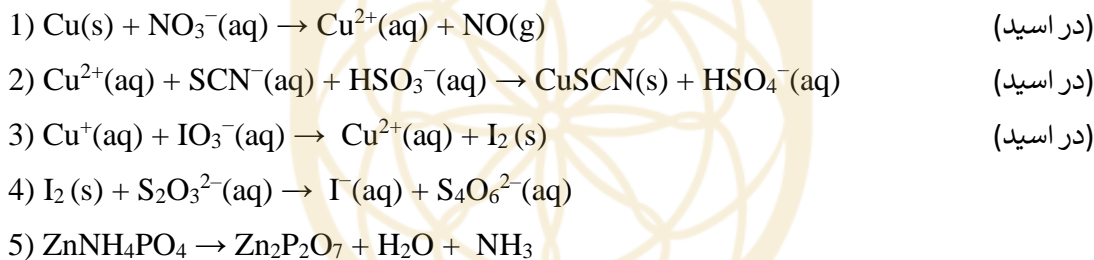 1) Cu(s) + NO₃⁻(aq) → Cu²⁺(aq) + NO(g) (در اسید)
2) Cu²⁺(aq) + SCN⁻(aq) + HSO₃⁻(aq) → CuSCN(s) + HSO₄⁻(aq) (در اسید)
3) Cu⁺(aq) + IO₃⁻(aq) → Cu²⁺(aq) + I₂ (s) (در اسید)
4) I₂ (s) + S₂O₃²⁻(aq) → I⁻(aq) + S₄O₆²⁻(aq)
5) ZnNH₄PO₄ → Zn₂P₂O₇ + H₂O + NH₃